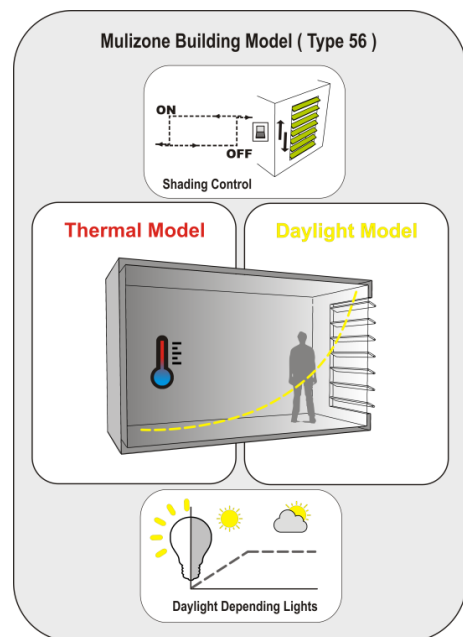 Mulizone Building Model ( Type 56 )
ON
OFF
Shading Control
Thermal Model
Daylight Model
Daylight Depending Lights